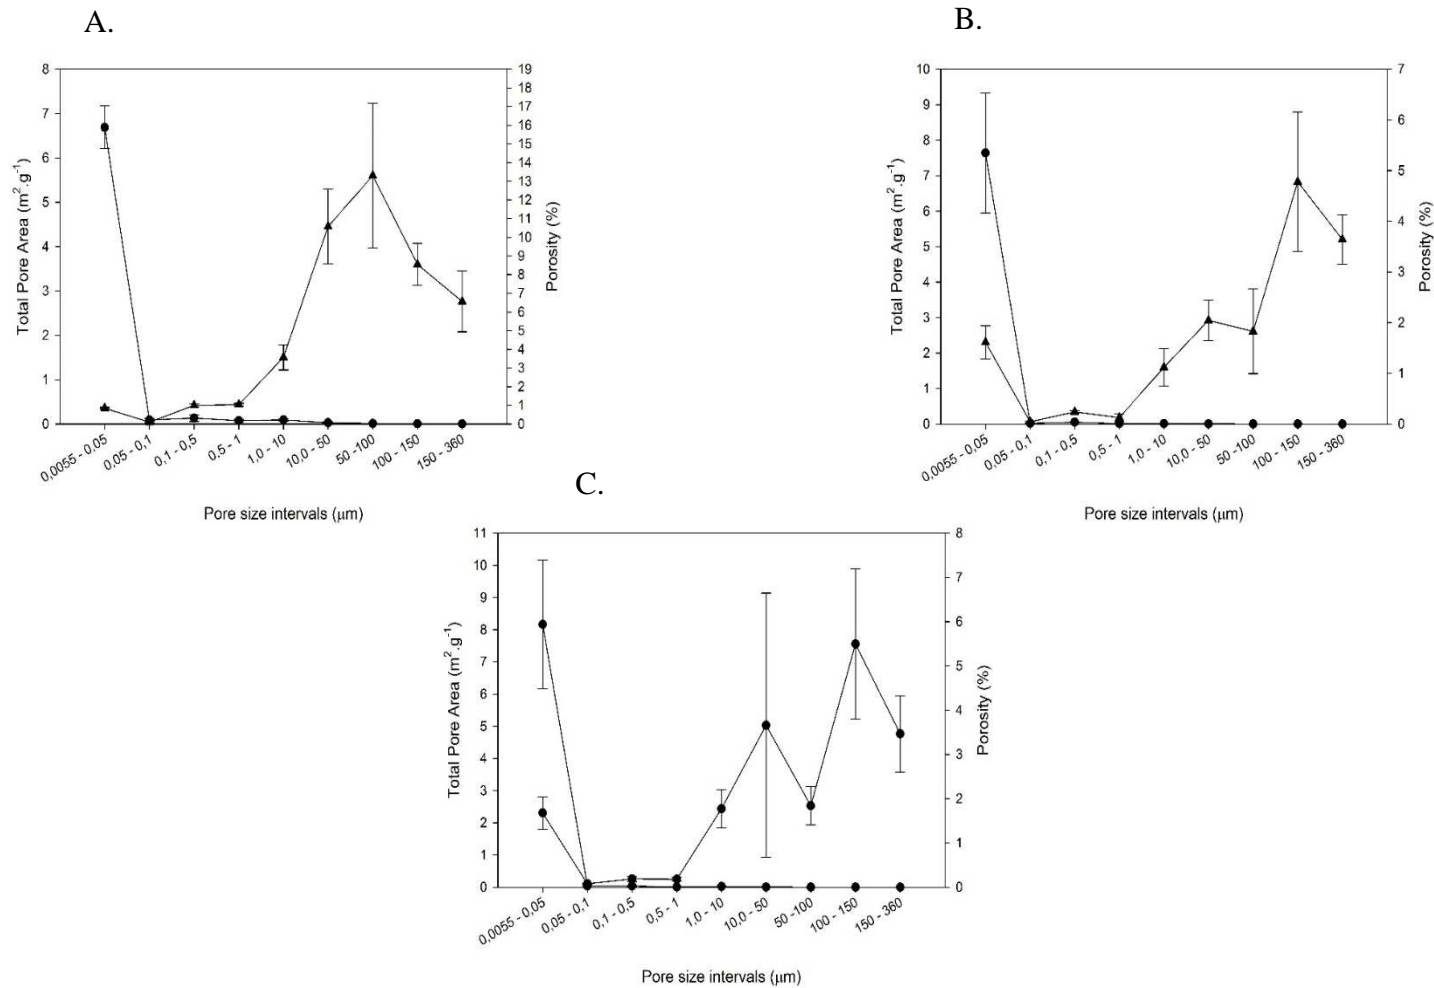 A.
8
7
6
5
4
3
2
1
0
Total Pore Area (m².g⁻¹)
19
18
17
16
15
14
13
12
11
10
9
8
7
6
5
4
3
2
1
0
Porosity (%)
0,0055 - 0,05
0,05 - 0,1
0,1 - 0,5
0,5 - 1
1,0 - 10
10,0 - 50
50 -100
100 - 150
150 - 360
Pore size intervals (μm)
B.
10
9
8
7
6
5
4
3
2
1
0
Total Pore Area (m².g⁻¹)
7
6
5
4
3
2
1
0
Porosity (%)
0,0055 - 0,05
0,05 - 0,1
0,1 - 0,5
0,5 - 1
1,0 - 10
10,0 - 50
50 -100
100 - 150
150 - 360
Pore size intervals (μm)
C.
11
10
9
8
7
6
5
4
3
2
1
0
Total Pore Area (m².g⁻¹)
8
7
6
5
4
3
2
1
0
Porosity (%)
0,0055 - 0,05
0,05 - 0,1
0,1 - 0,5
0,5 - 1
1,0 - 10
10,0 - 50
50 -100
100 - 150
150 - 360
Pore size intervals (μm)